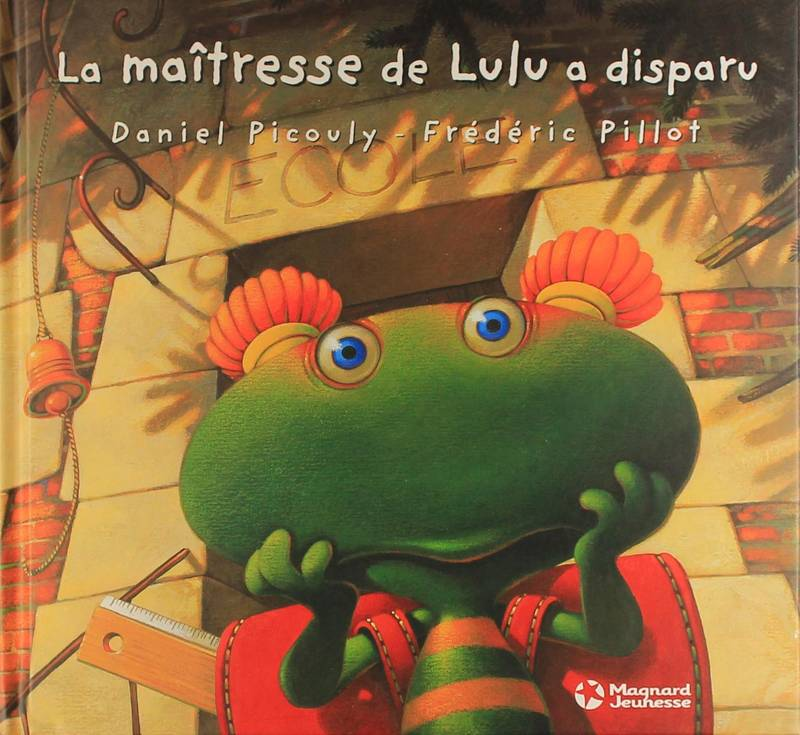 La maîtresse de Lulu a disparu
Daniel Picouly - Frédéric Pillot
ECOLE
Magnard
Jeunesse